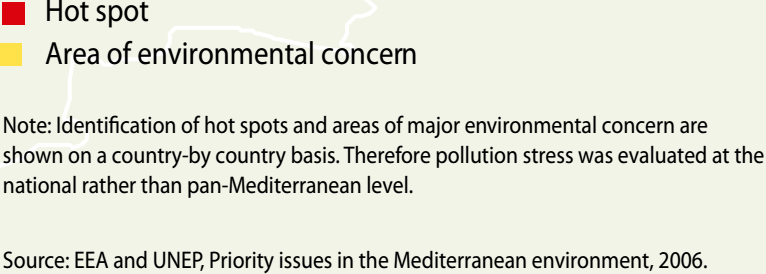 Hot spot
Area of environmental concern
Note: Identification of hot spots and areas of major environmental concern are
shown on a country-by country basis. Therefore pollution stress was evaluated at the
national rather than pan-Mediterranean level.
Source: EEA and UNEP, Priority issues in the Mediterranean environment, 2006.